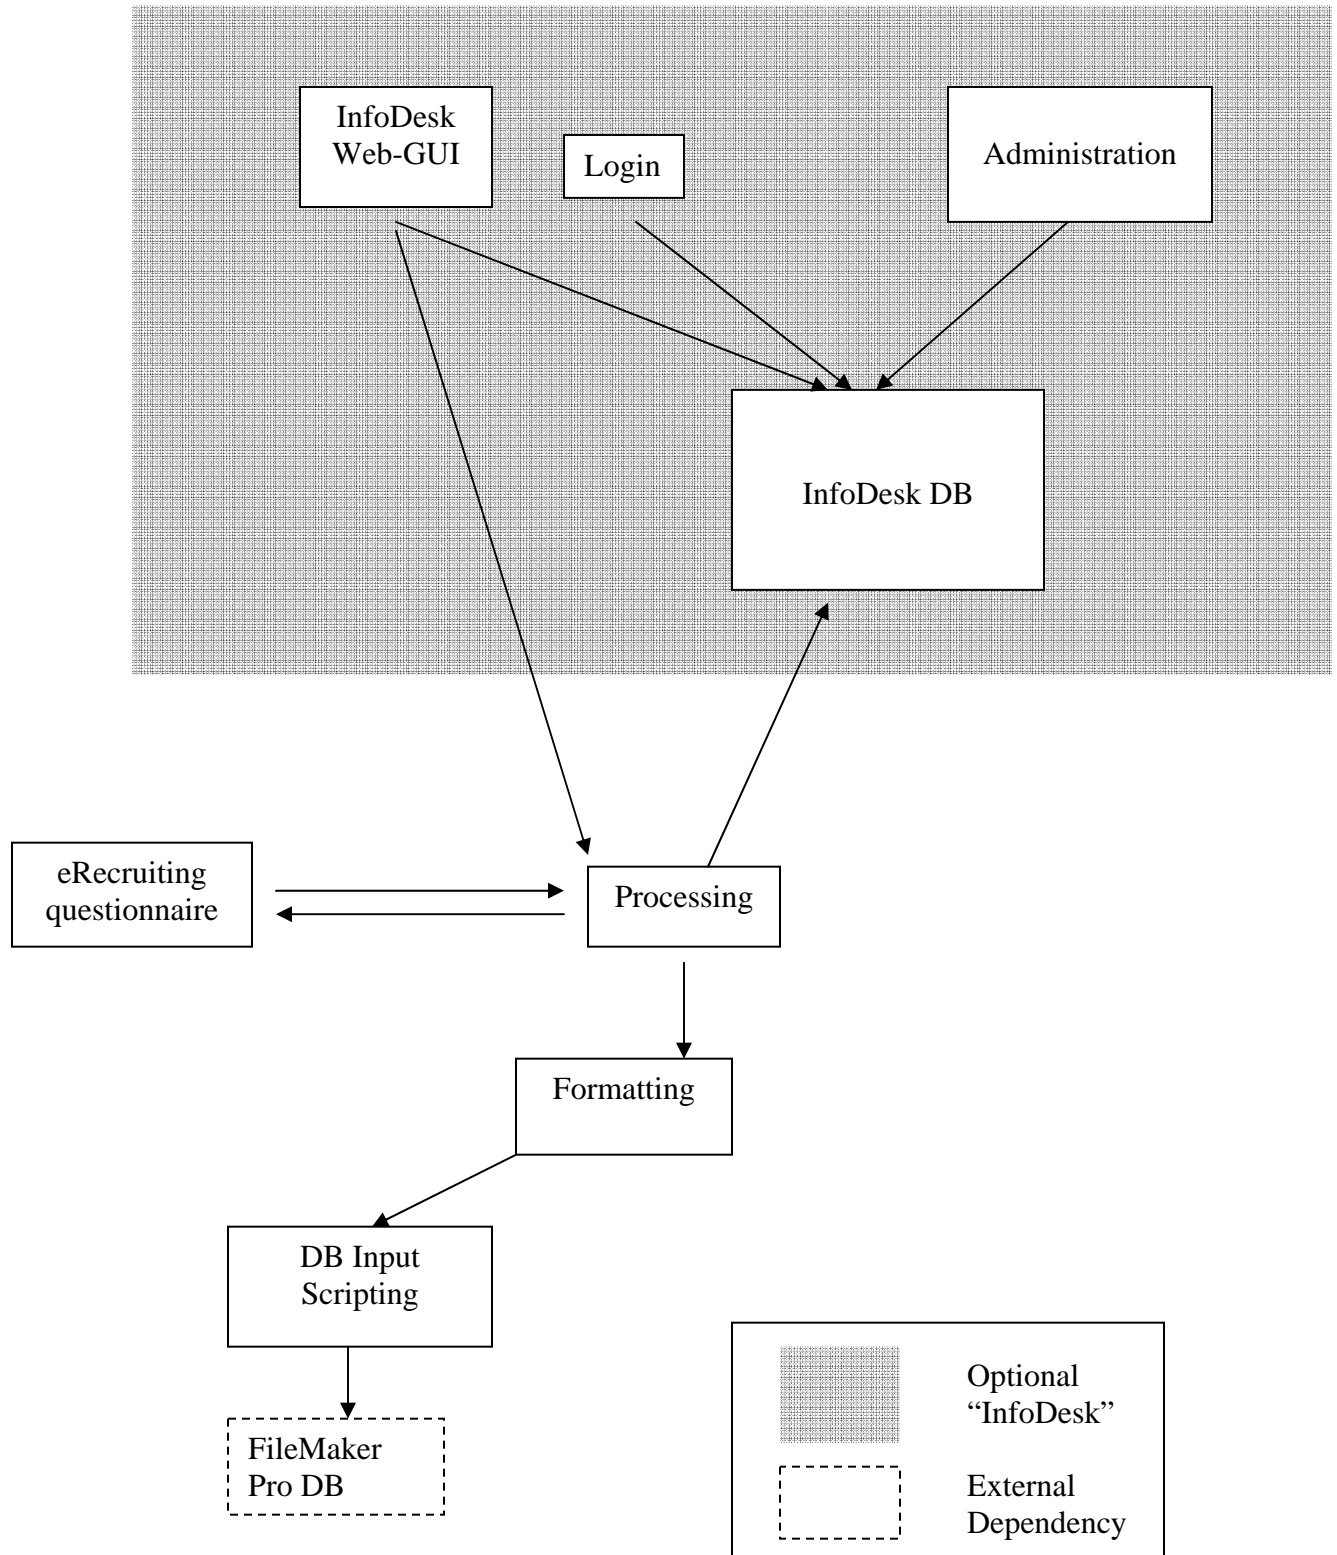 InfoDesk
Web-GUI
Login
Administration
InfoDesk DB
eRecruiting
questionnaire
Processing
Formatting
DB Input
Scripting
FileMaker
Pro DB
Optional
“InfoDesk”
External
Dependency